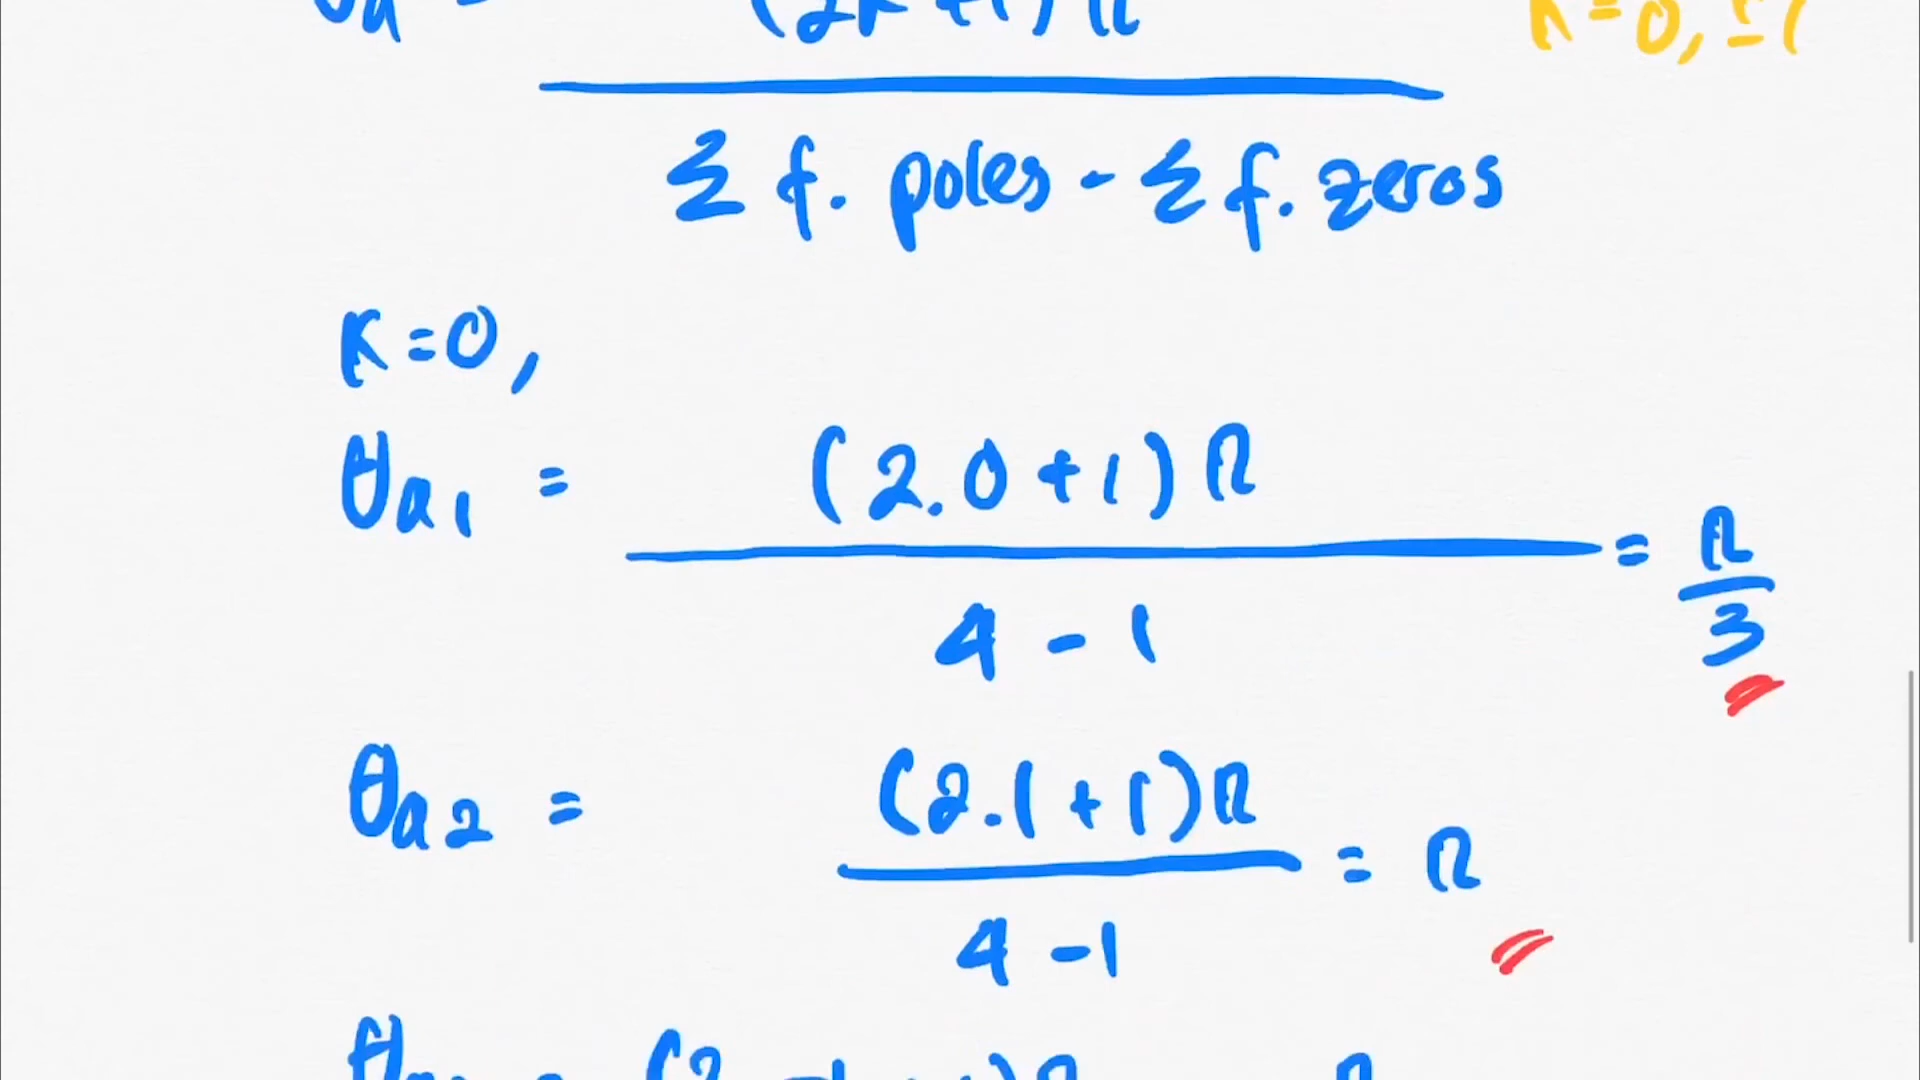 (2k+1)π
k=0, ±1
Σ f. poles - Σ f. zeros
K=0,
θa1 = (2.0+1)π / 4-1 = π/3
θa2 = (2.1+1)π / 4-1 = π